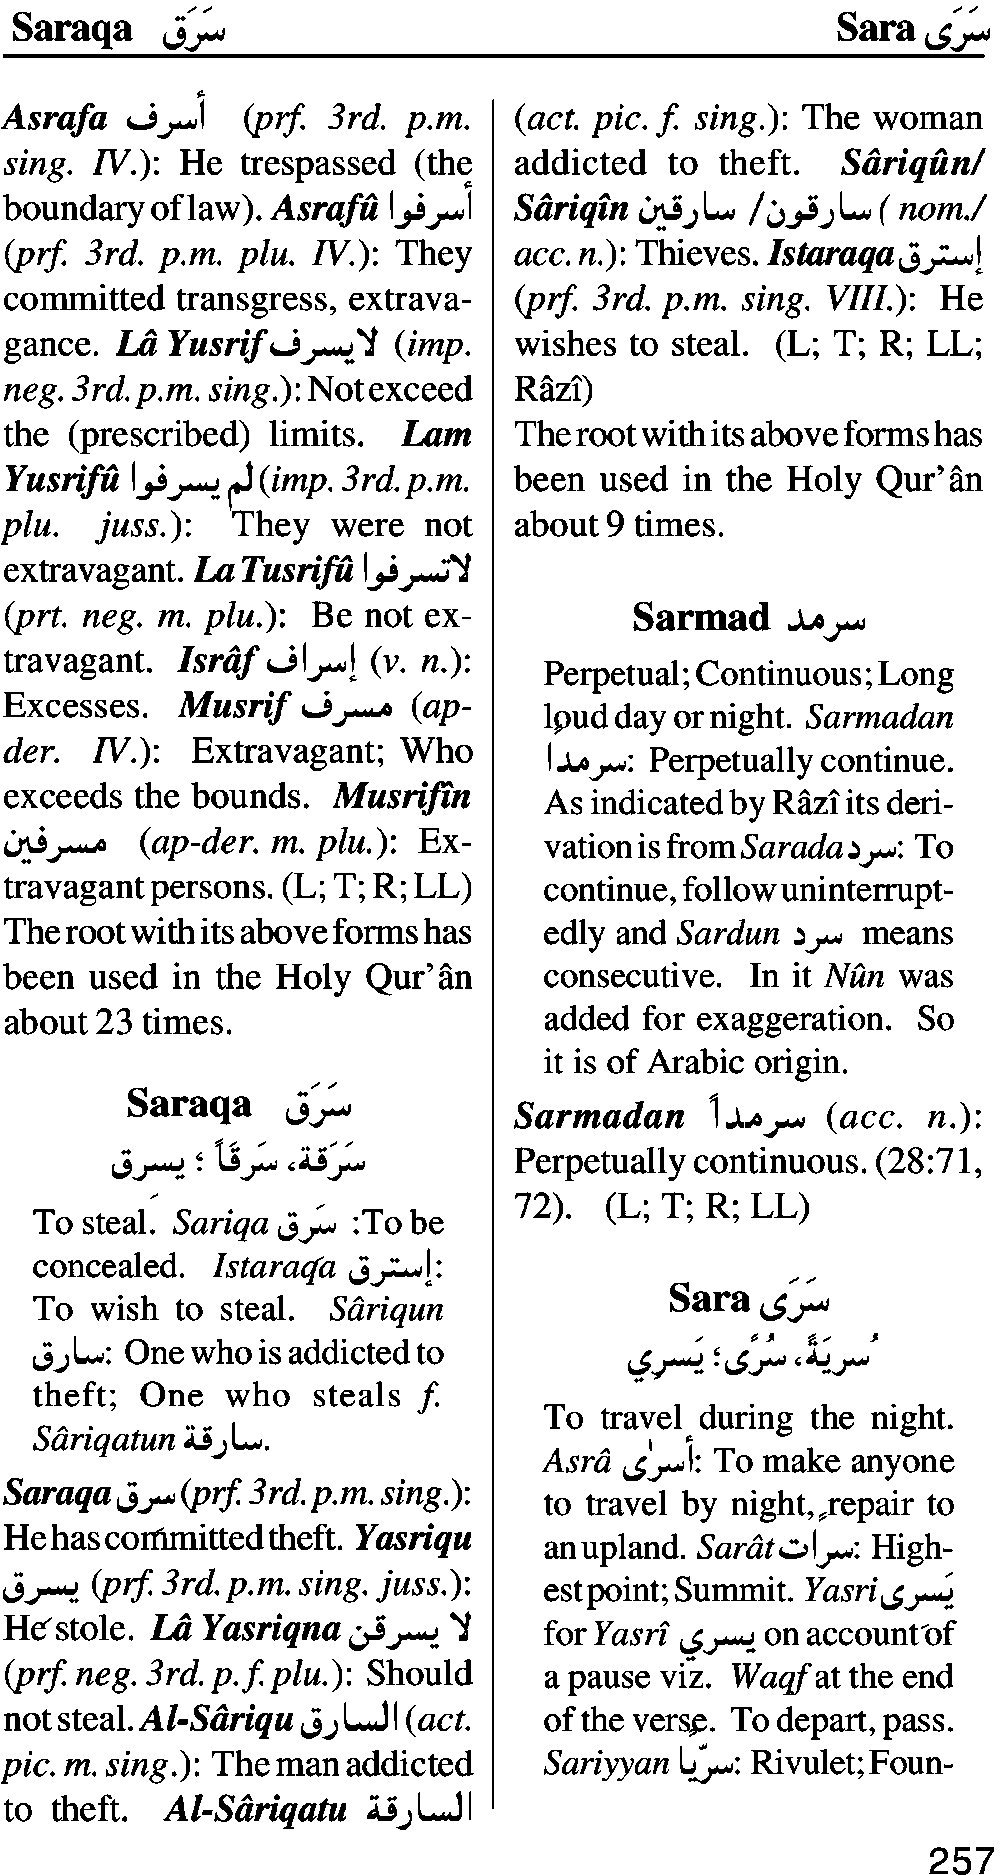 Saraqa سَرَق
Sara سَرَى
Asrafa أسرف (prf. 3rd. p.m.
sing. IV.): He trespassed (the
boundary of law). Asrafû أسرفوا
(prf. 3rd. p.m. plu. IV.): They
committed transgress, extrava-
gance. Lâ Yusrif لايسرف (imp.
neg. 3rd. p.m. sing.): Not exceed
the (prescribed) limits. Lam
Yusrifû لم يسرفوا (imp. 3rd. p.m.
plu. juss.): They were not
extravagant. La Tusrifû لاتسرفوا
(prt. neg. m. plu.): Be not ex-
travagant. Isrâf إسراف (v. n.):
Excesses. Musrif مسرف (ap-
der. IV.): Extravagant; Who
exceeds the bounds. Musrifîn
مسرفين (ap-der. m. plu.): Ex-
travagant persons. (L; T; R; LL)
The root with its above forms has
been used in the Holy Qur'ân
about 23 times.
Saraqa سَرَق
سَرَقة، سَرقَاً ؛ يسرق
To steal. Sariqa سَرق :To be
concealed. Istaraqa إسترق:
To wish to steal. Sâriqun
سارق: One who is addicted to
theft; One who steals f.
Sâriqatun سارقة.
Saraqa سرق (prf. 3rd. p.m. sing.):
He has committed theft. Yasriqu
يسرق (prf. 3rd. p.m. sing. juss.):
He stole. Lâ Yasriqna لا يسرقن
(prf. neg. 3rd. p. f. plu.): Should
not steal. Al-Sâriqu السارق (act.
pic. m. sing.): The man addicted
to theft. Al-Sâriqatu السارقة
(act. pic. f. sing.): The woman
addicted to theft. Sâriqûn/
Sâriqîn سارقون/ سارقين ( nom./
acc. n.): Thieves. Istaraqa إسترق
(prf. 3rd. p.m. sing. VIII.): He
wishes to steal. (L; T; R; LL;
Râzî)
The root with its above forms has
been used in the Holy Qur'ân
about 9 times.
Sarmad سرمد
Perpetual; Continuous; Long
loud day or night. Sarmadan
سرمدا: Perpetually continue.
As indicated by Râzî its deri-
vation is from Sarada سرد: To
continue, follow uninterrupt-
edly and Sardun سرد means
consecutive. In it Nûn was
added for exaggeration. So
it is of Arabic origin.
Sarmadan سرمداً (acc. n.):
Perpetually continuous. (28:71,
72). (L; T; R; LL)
Sara سَرَى
سُريَةً، سُرًى؛ يَسرِي
To travel during the night.
Asrâ أسرٰى: To make anyone
to travel by night, repair to
an upland. Sarât سرات: High-
est point; Summit. Yasri يَسرى
for Yasrî يسري on account of
a pause viz. Waqf at the end
of the verse. To depart, pass.
Sariyyan سريّاً: Rivulet; Foun-
257